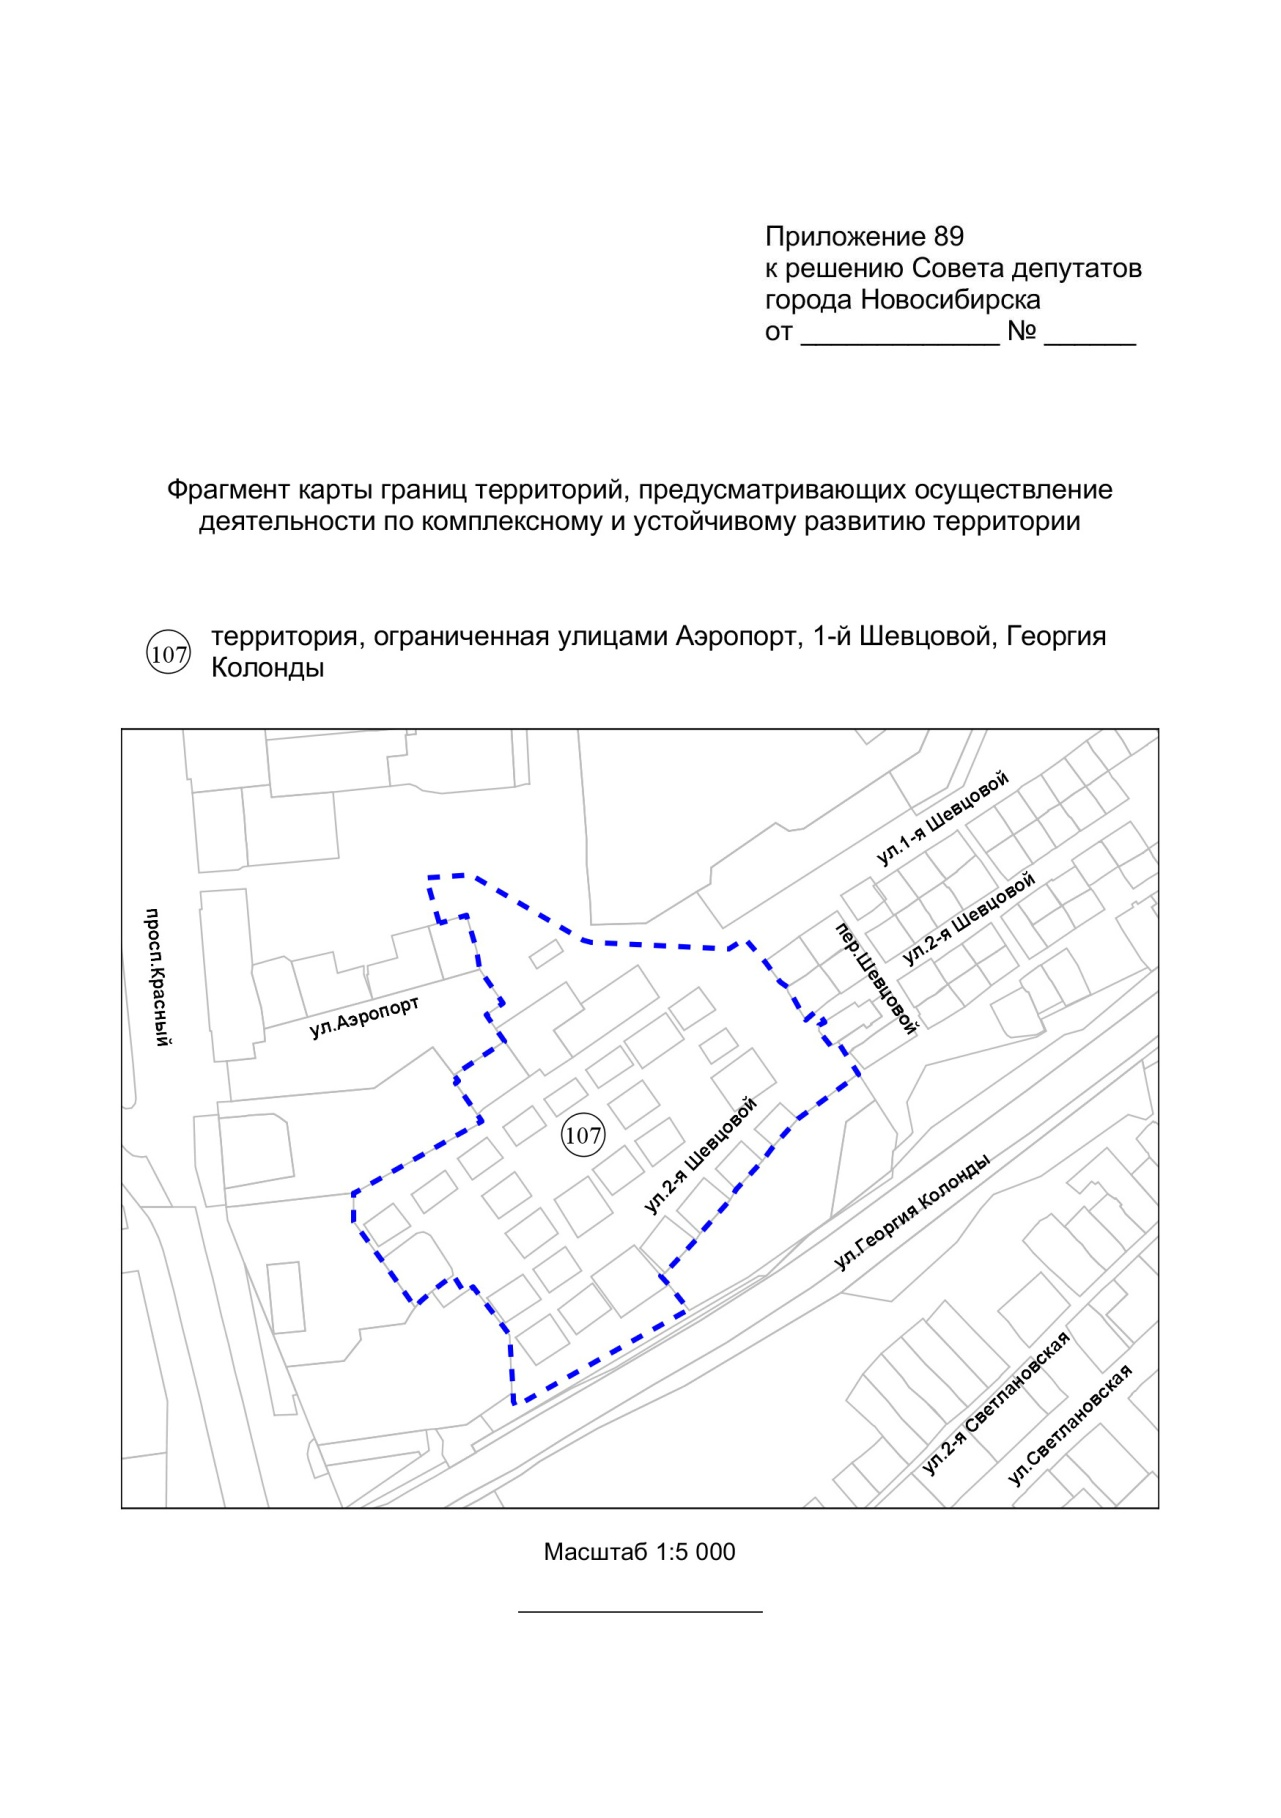 Приложение 89
к решению Совета депутатов
города Новосибирска
от _____________ № ______
Фрагмент карты границ территорий, предусматривающих осуществление
деятельности по комплексному и устойчивому развитию территории
107
территория, ограниченная улицами Аэропорт, 1-й Шевцовой, Георгия
Колонды
ул.1-я Шевцовой
ул.2-я Шевцовой
пер.Шевцовой
просп.Красный
ул.Аэропорт
107
ул.2-я Шевцовой
ул.Георгия Колонды
ул.2-я Светлановская
ул.Светлановская
Масштаб 1:5 000